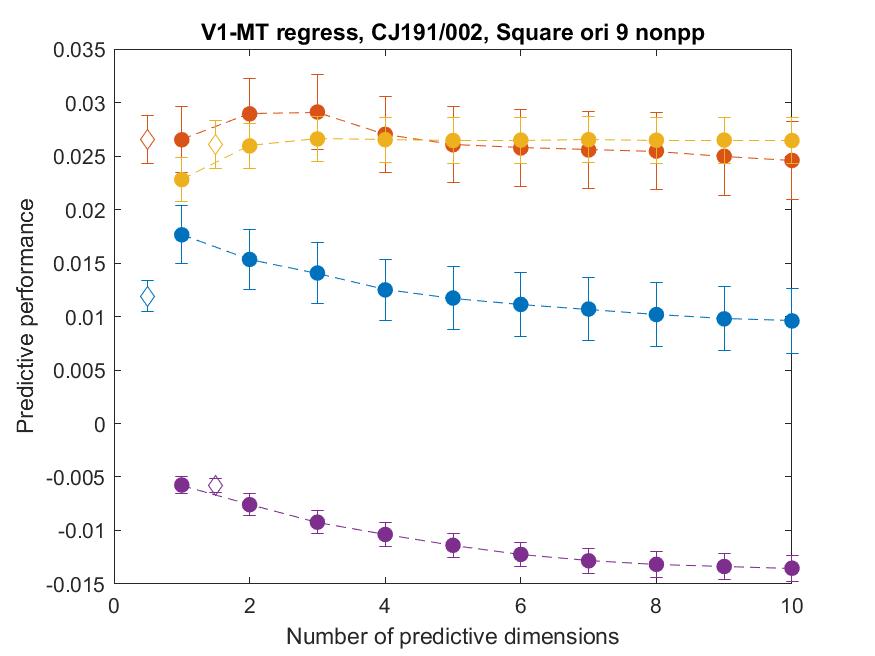 V1-MT regress, CJ191/002, Square ori 9 nonpp
0.035
0.03
0.025
0.02
0.015
0.01
0.005
0
-0.005
-0.01
-0.015
0 2 4 6 8 10
Predictive performance
Number of predictive dimensions